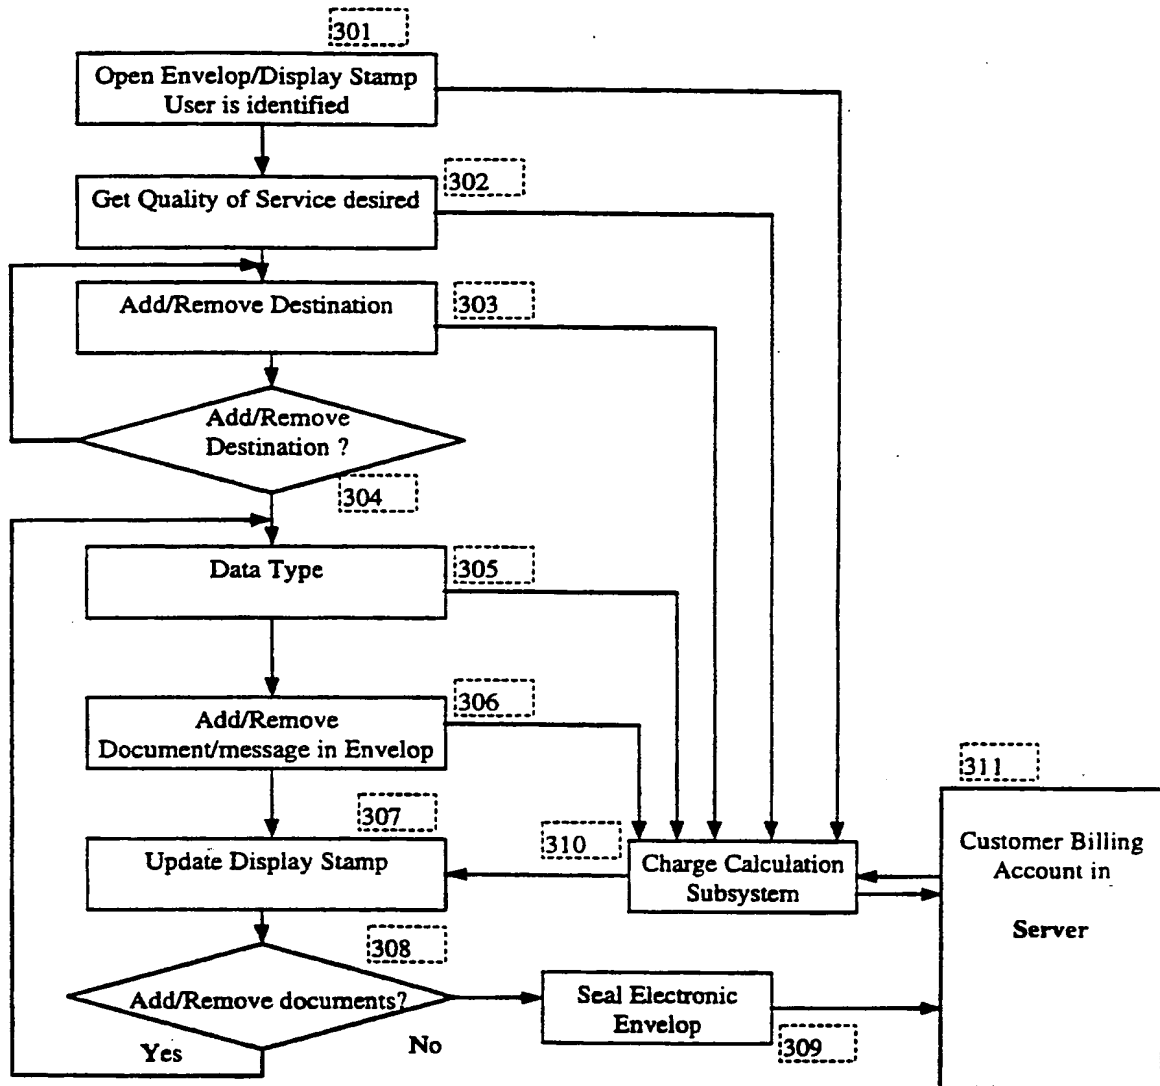 301
Open Envelop/Display Stamp
User is identified
302
Get Quality of Service desired
303
Add/Remove Destination
Add/Remove
Destination ?
304
305
Data Type
306
Add/Remove
Document/message in Envelop
307
Update Display Stamp
310
Charge Calculation
Subsystem
311
Customer Billing
Account in
Server
308
Add/Remove documents?
Yes
No
Seal Electronic
Envelop
309